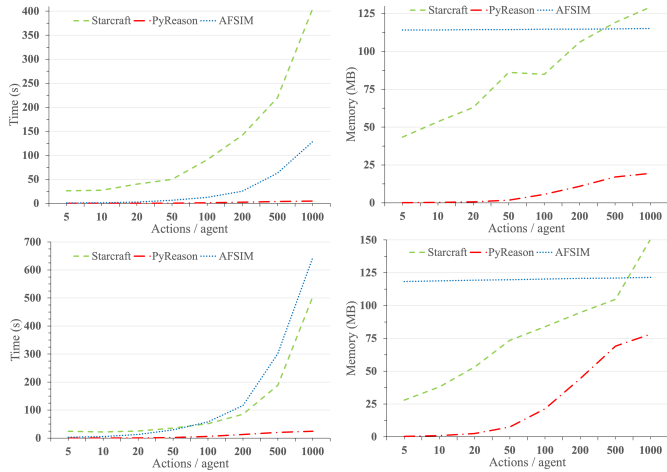 400
350
300
250
200
150
100
50
0
Time (s)
Starcraft PyReason AFSIM
5 10 20 50 100 200 500 1000
Actions / agent
125
100
75
50
25
0
Memory (MB)
Starcraft PyReason AFSIM
5 10 20 50 100 200 500 1000
Actions / agent
700
600
500
400
300
200
100
0
Time (s)
Starcraft PyReason AFSIM
5 10 20 50 100 200 500 1000
Actions / agent
150
125
100
75
50
25
0
Memory (MB)
Starcraft PyReason AFSIM
5 10 20 50 100 200 500 1000
Actions / agent